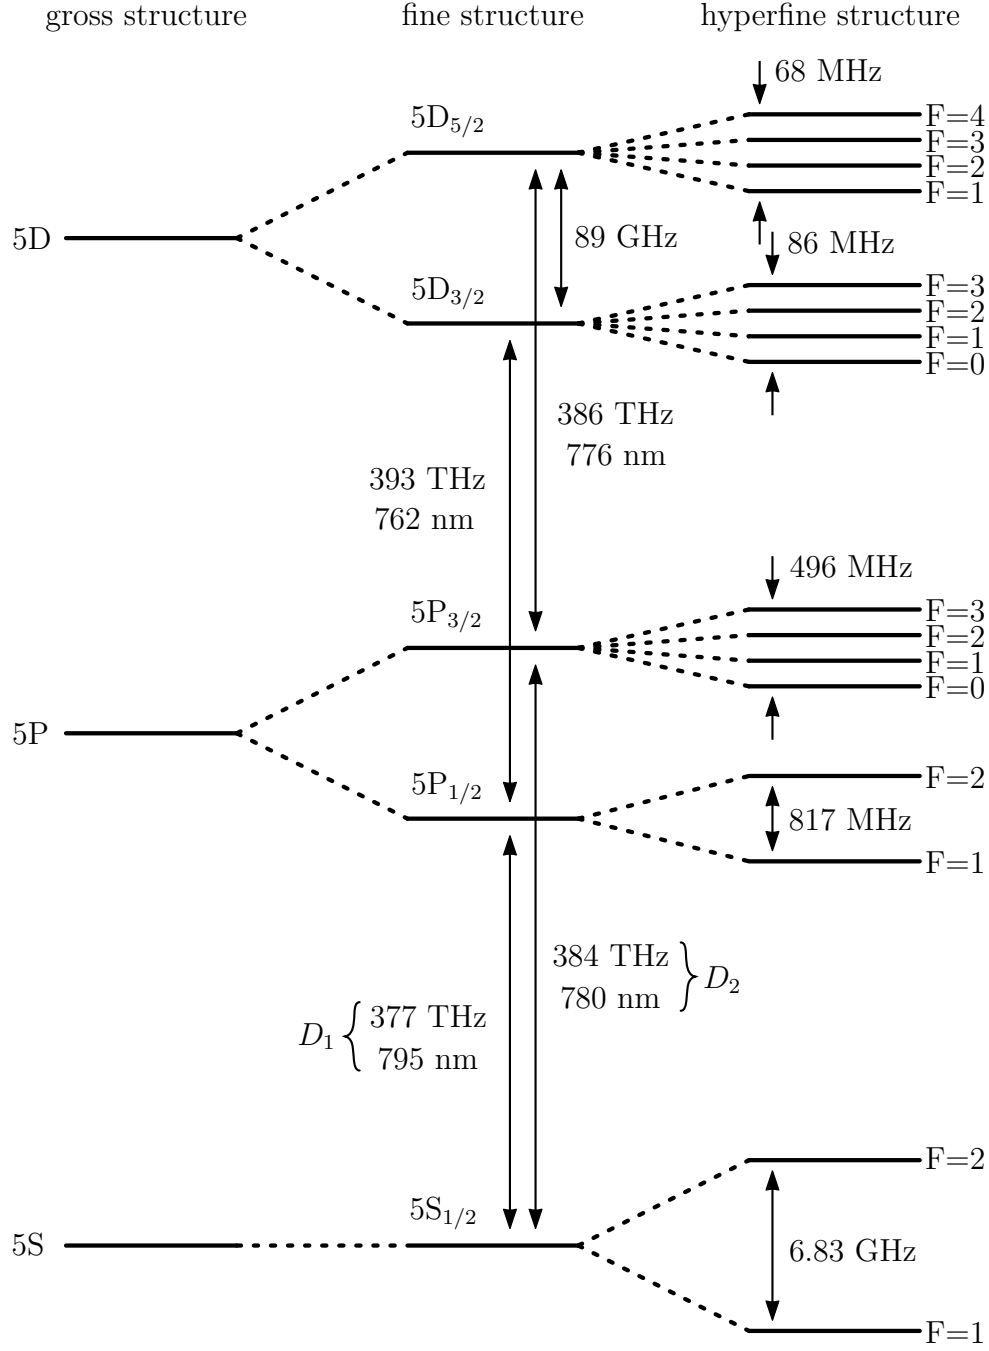 gross structure
fine structure
hyperfine structure
68 MHz
5D5/2
F=4
F=3
F=2
F=1
5D
89 GHz
86 MHz
5D3/2
F=3
F=2
F=1
F=0
386 THz
776 nm
393 THz
762 nm
496 MHz
5P3/2
F=3
F=2
F=1
F=0
5P
5P1/2
F=2
817 MHz
F=1
384 THz
780 nm
D2
D1
377 THz
795 nm
F=2
5S1/2
5S
6.83 GHz
F=1